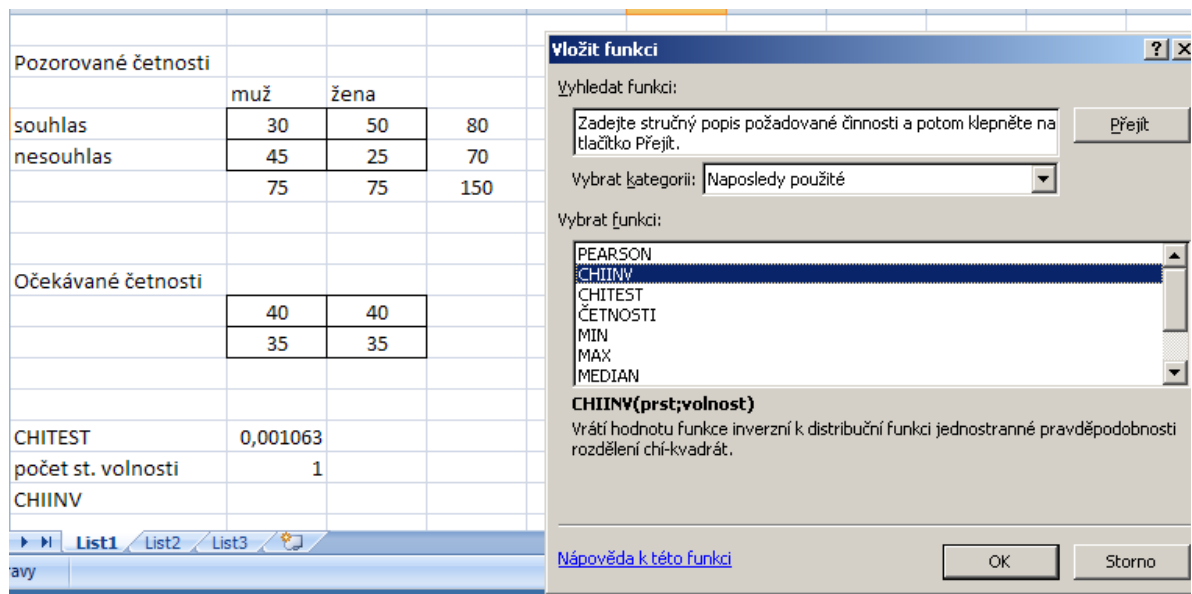 Pozorované četnosti
muž žena
souhlas 30 50 80
nesouhlas 45 25 70
75 75 150
Očekávané četnosti
40 40
35 35
CHITEST 0,001063
počet st. volnosti 1
CHIINV
List1 List2 List3
Vložit funkci
Vyhledat funkci:
Zadejte stručný popis požadované činnosti a potom klepněte na
tlačítko Přejít.
Přejít
Vybrat kategorii: Naposledy použité
Vybrat funkci:
PEARSON
CHIINV
CHITEST
ČETNOSTI
MIN
MAX
MEDIAN
CHIINV(prst;volnost)
Vrátí hodnotu funkce inverzní k distribuční funkci jednostranné pravděpodobnosti
rozdělení chí-kvadrát.
Nápověda k této funkci
OK Storno